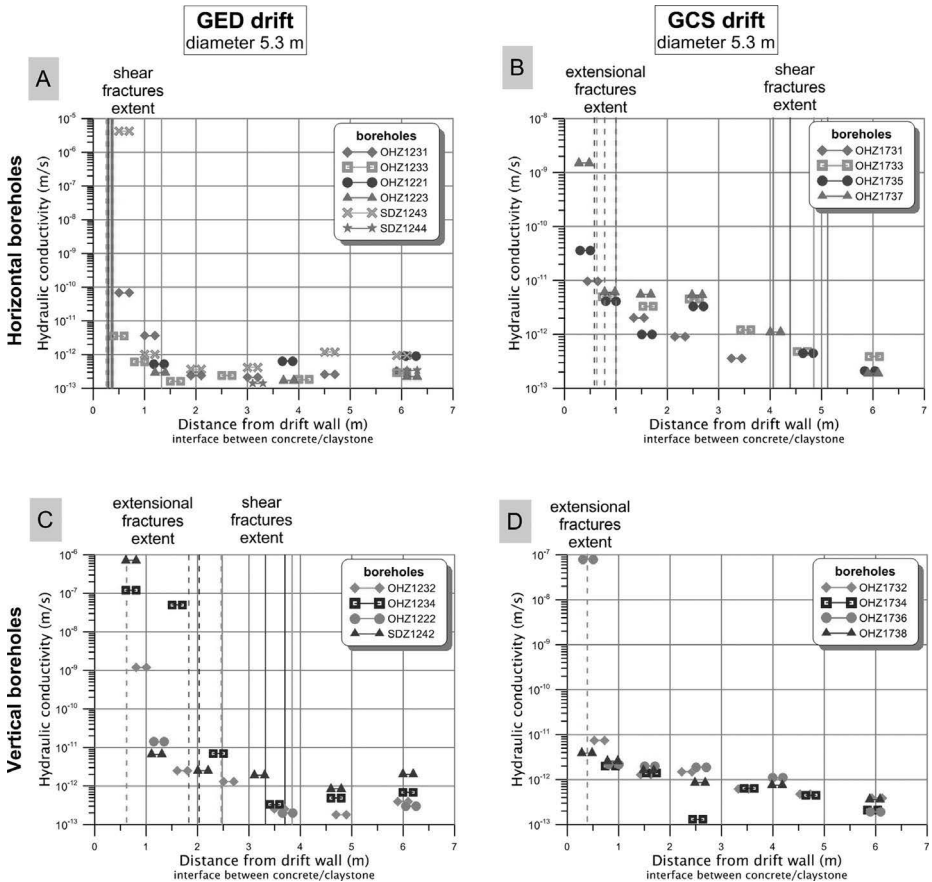 GED drift
diameter 5.3 m
GCS drift
diameter 5.3 m
Horizontal boreholes
A
shear
fractures
extent
Hydraulic conductivity (m/s)
10-5
10-6
10-7
10-8
10-9
10-10
10-11
10-12
10-13
boreholes
OHZ1231
OHZ1233
OHZ1221
OHZ1223
SDZ1243
SDZ1244
0 1 2 3 4 5 6 7
Distance from drift wall (m)
interface between concrete/claystone
B
extensional
fractures
extent
shear
fractures
extent
Hydraulic conductivity (m/s)
10-8
10-9
10-10
10-11
10-12
10-13
boreholes
OHZ1731
OHZ1733
OHZ1735
OHZ1737
0 1 2 3 4 5 6 7
Distance from drift wall (m)
interface between concrete/claystone
Vertical boreholes
C
extensional
fractures
extent
shear
fractures
extent
Hydraulic conductivity (m/s)
10-6
10-7
10-8
10-9
10-10
10-11
10-12
10-13
boreholes
OHZ1232
OHZ1234
OHZ1222
SDZ1242
0 1 2 3 4 5 6 7
Distance from drift wall (m)
interface between concrete/claystone
D
extensional
fractures
extent
Hydraulic conductivity (m/s)
10-7
10-8
10-9
10-10
10-11
10-12
10-13
boreholes
OHZ1732
OHZ1734
OHZ1736
OHZ1738
0 1 2 3 4 5 6 7
Distance from drift wall (m)
interface between concrete/claystone